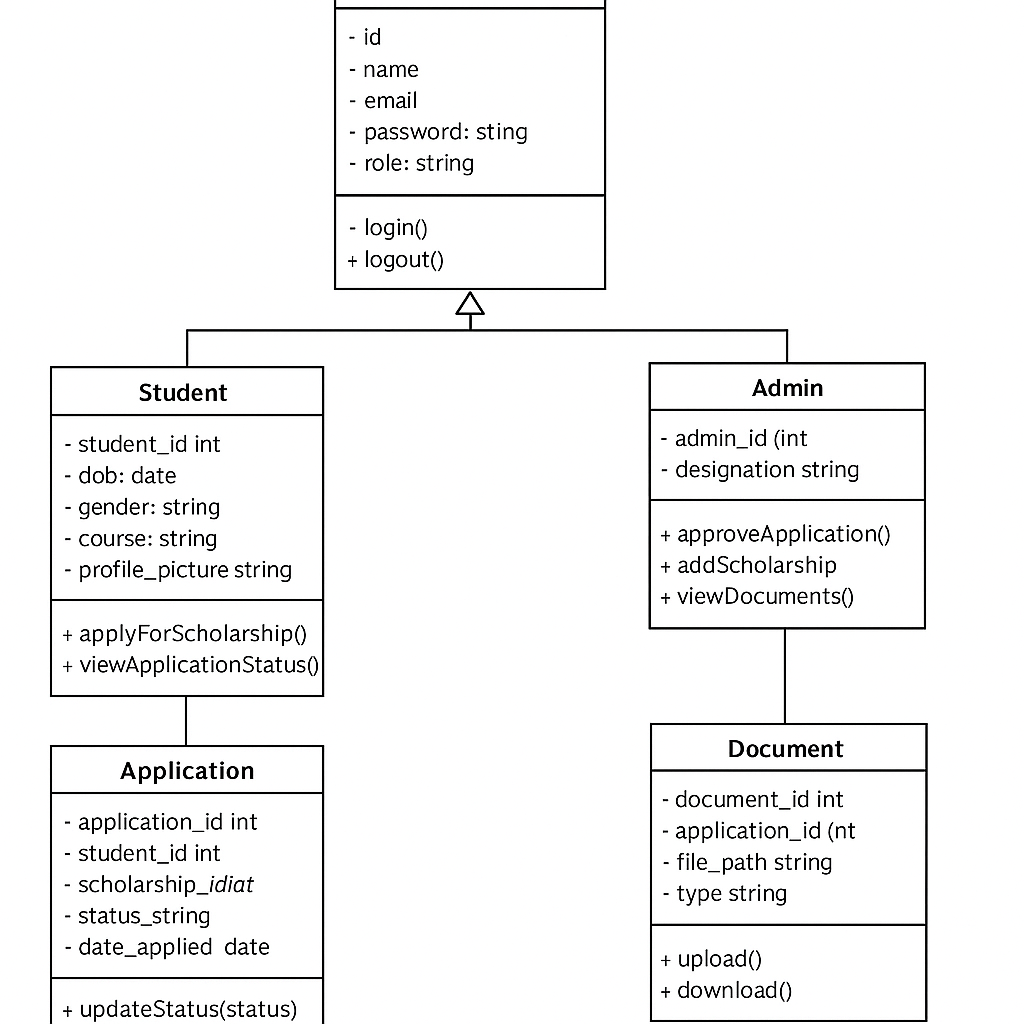 - id
- name
- email
- password: sting
- role: string
- login()
+ logout()
Student
- student_id int
- dob: date
- gender: string
- course: string
- profile_picture string
+ applyForScholarship()
+ viewApplicationStatus()
Admin
- admin_id (int
- designation string
+ approveApplication()
+ addScholarship
+ viewDocuments()
Application
- application_id int
- student_id int
- scholarship_idiat
- status_string
- date_applied date
+ updateStatus(status)
Document
- document_id int
- application_id (nt
- file_path string
- type string
+ upload()
+ download()